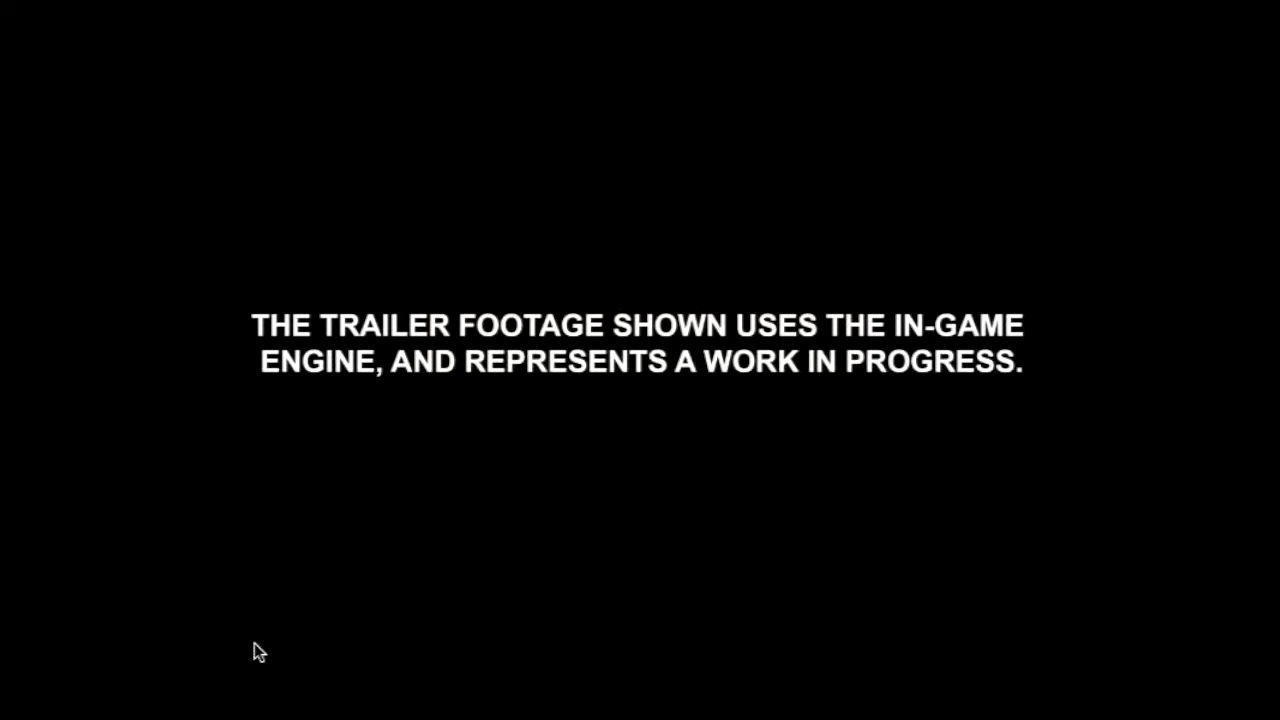 THE TRAILER FOOTAGE SHOWN USES THE IN-GAME
ENGINE, AND REPRESENTS A WORK IN PROGRESS.